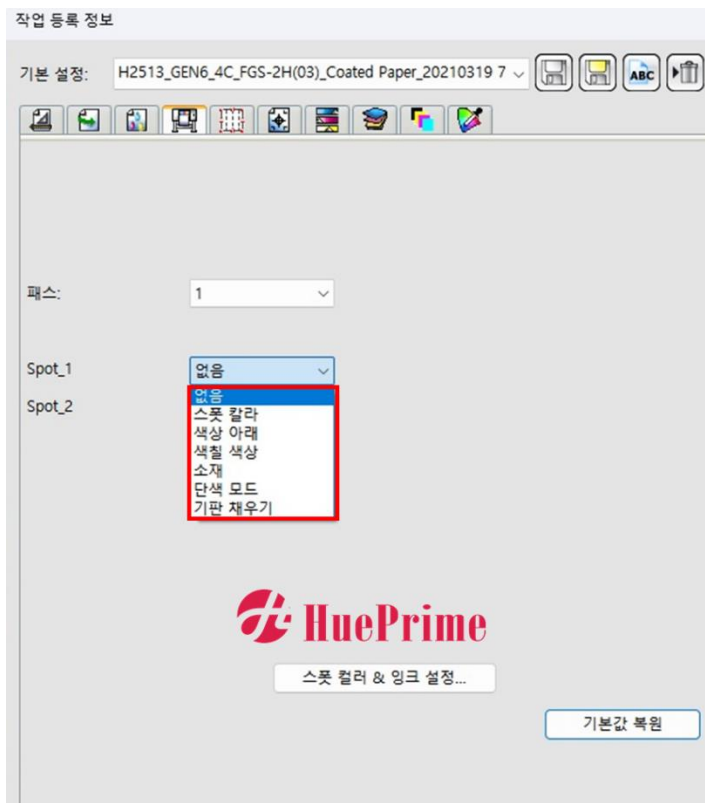 작업 등록 정보
기본 설정: H2513_GEN6_4C_FGS-2H(03)_Coated Paper_20210319 7
ABC
패스: 1
Spot_1 없음
없음
Spot_2
스폿 칼라
색상 아래
색칠 색상
소재
단색 모드
기판 채우기
HuePrime
스폿 컬러 & 잉크 설정...
기본값 복원